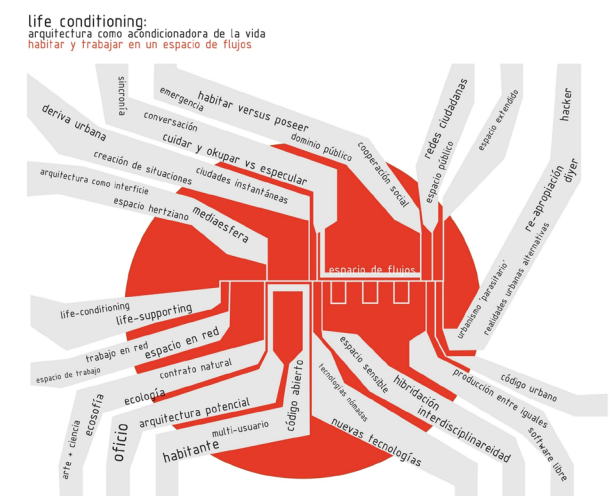 life conditioning:
arquitectura como acondicionadora de la vida
habitar y trabajar en un espacio de flujos
sincronía
emergencia
habitar versus poseer
dominio público
cooperación social
redes ciudadanas
espacio público
espacio extendido
hacker
diyer
re-apropiación
deriva urbana
conversación
cuidar y okupar vs especular
creación de situaciones
ciudades instantáneas
arquitectura como interficie
espacio hertziano
mediaesfera
espacio de flujos
urbanismo 'parasitario'
realidades urbanas alternativas
life-conditioning
life-supporting
trabajo en red
espacio en red
espacio de trabajo
contrato natural
ecología
ecosofía
arte + ciencia
oficio
arquitectura potencial
multi-usuario
habitante
código abierto
espacio sensible
tecnologías nómadas
nuevas tecnologías
hibridación
interdisciplinareidad
producción entre iguales
código urbano
software libre